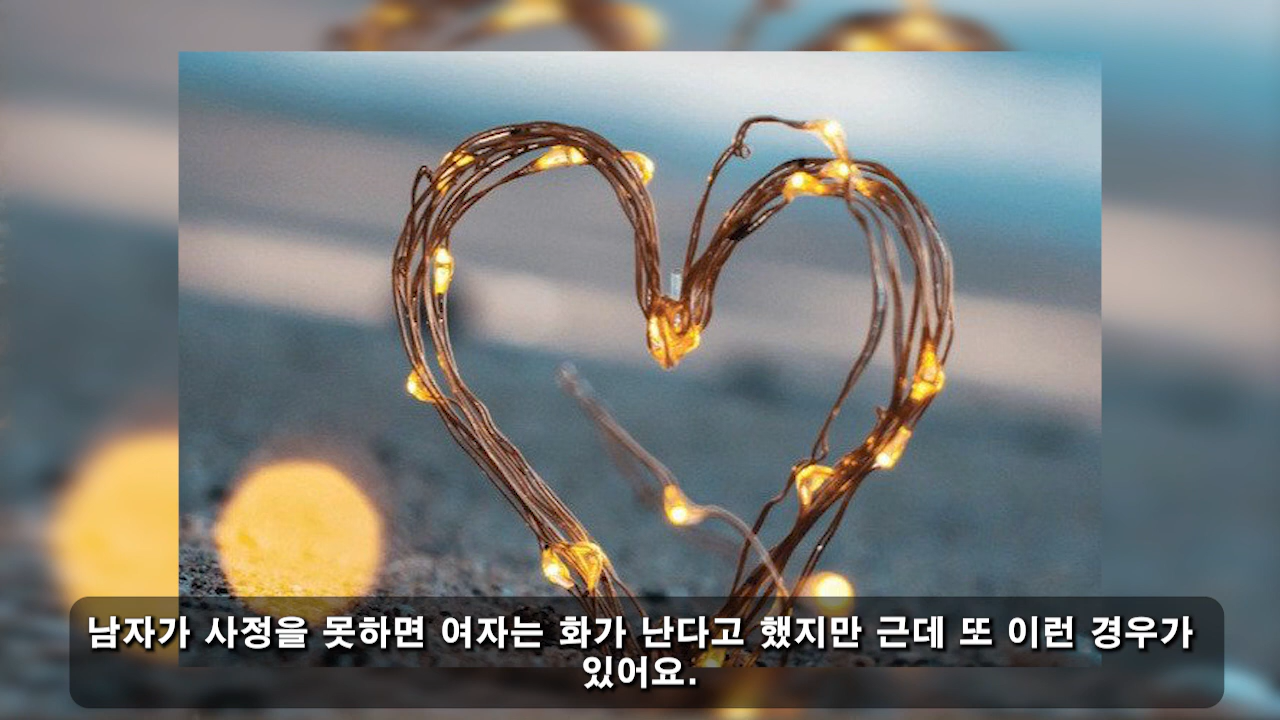 남자가 사정을 못하면 여자는 화가 난다고 했지만 근데 또 이런 경우가
있어요.